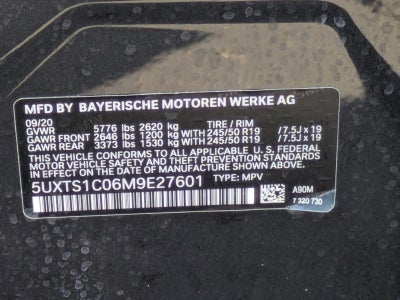 MFD BY BAYERISCHE MOTOREN WERKE AG
09/20 TIRE / RIM
GVWR 5776 lbs 2620 kg
GAWR FRONT 2646 lbs 1200 kg WITH 245/50 R19 /7.5J x 19
GAWR REAR 3373 lbs 1530 kg WITH 245/50 R19 /7.5J x 19
THIS VEHICLE CONFORMS TO ALL APPLICABLE FEDERAL
MOTOR VEHICLE SAFETY STANDARDS IN EFFECT ON THE
DATE OF MANUFACTURE SHOWN ABOVE.
5UXTS1C06M9E27601 TYPE: MPV
A90M
7 320 730